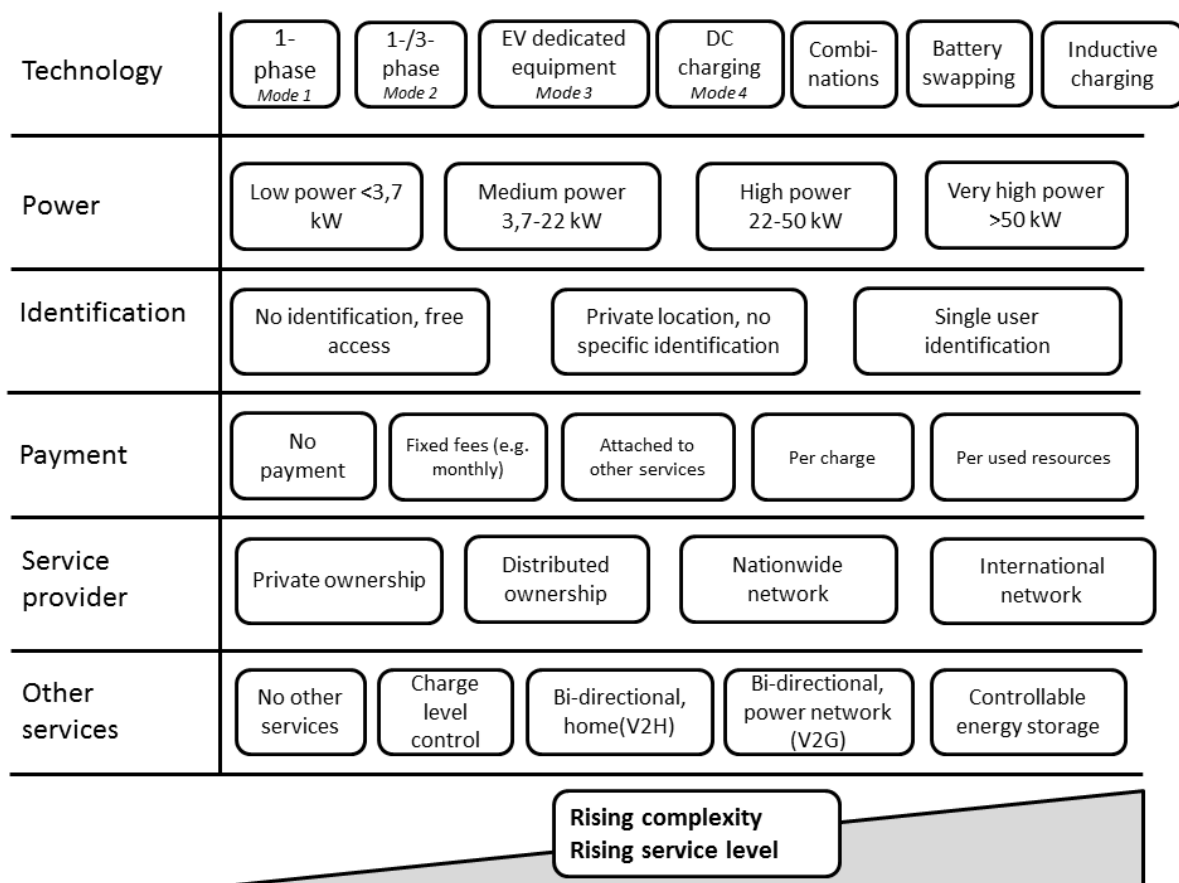 Technology
1-
phase
Mode 1
1-/3-
phase
Mode 2
EV dedicated
equipment
Mode 3
DC
charging
Mode 4
Combi-
nations
Battery
swapping
Inductive
charging
Power
Low power <3,7
kW
Medium power
3,7-22 kW
High power
22-50 kW
Very high power
>50 kW
Identification
No identification, free
access
Private location, no
specific identification
Single user
identification
Payment
No
payment
Fixed fees (e.g.
monthly)
Attached to
other services
Per charge
Per used resources
Service
provider
Private ownership
Distributed
ownership
Nationwide
network
International
network
Other
services
No other
services
Charge
level
control
Bi-directional,
home(V2H)
Bi-directional,
power network
(V2G)
Controllable
energy storage
Rising complexity
Rising service level